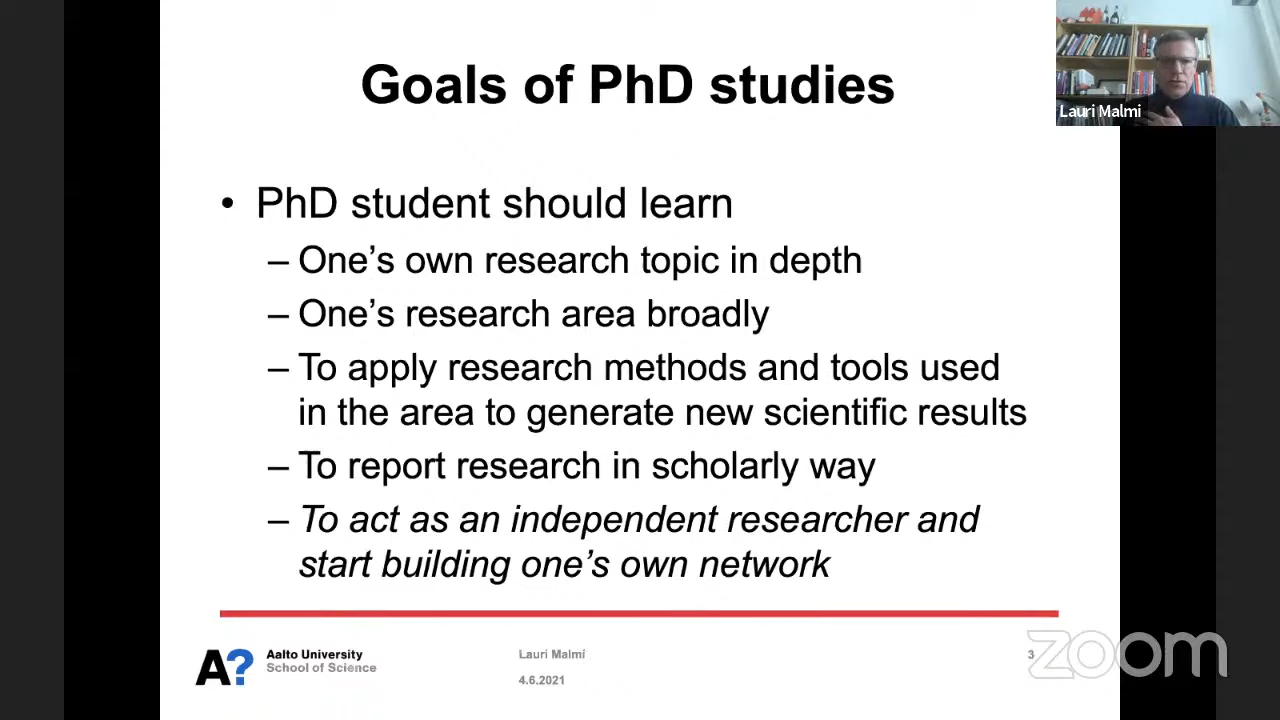 Goals of PhD studies
Lauri Malmi
• PhD student should learn
– One's own research topic in depth
– One's research area broadly
– To apply research methods and tools used
in the area to generate new scientific results
– To report research in scholarly way
– To act as an independent researcher and
start building one's own network
A?
Aalto University
School of Science
Lauri Malmi
4.6.2021
3
zoom